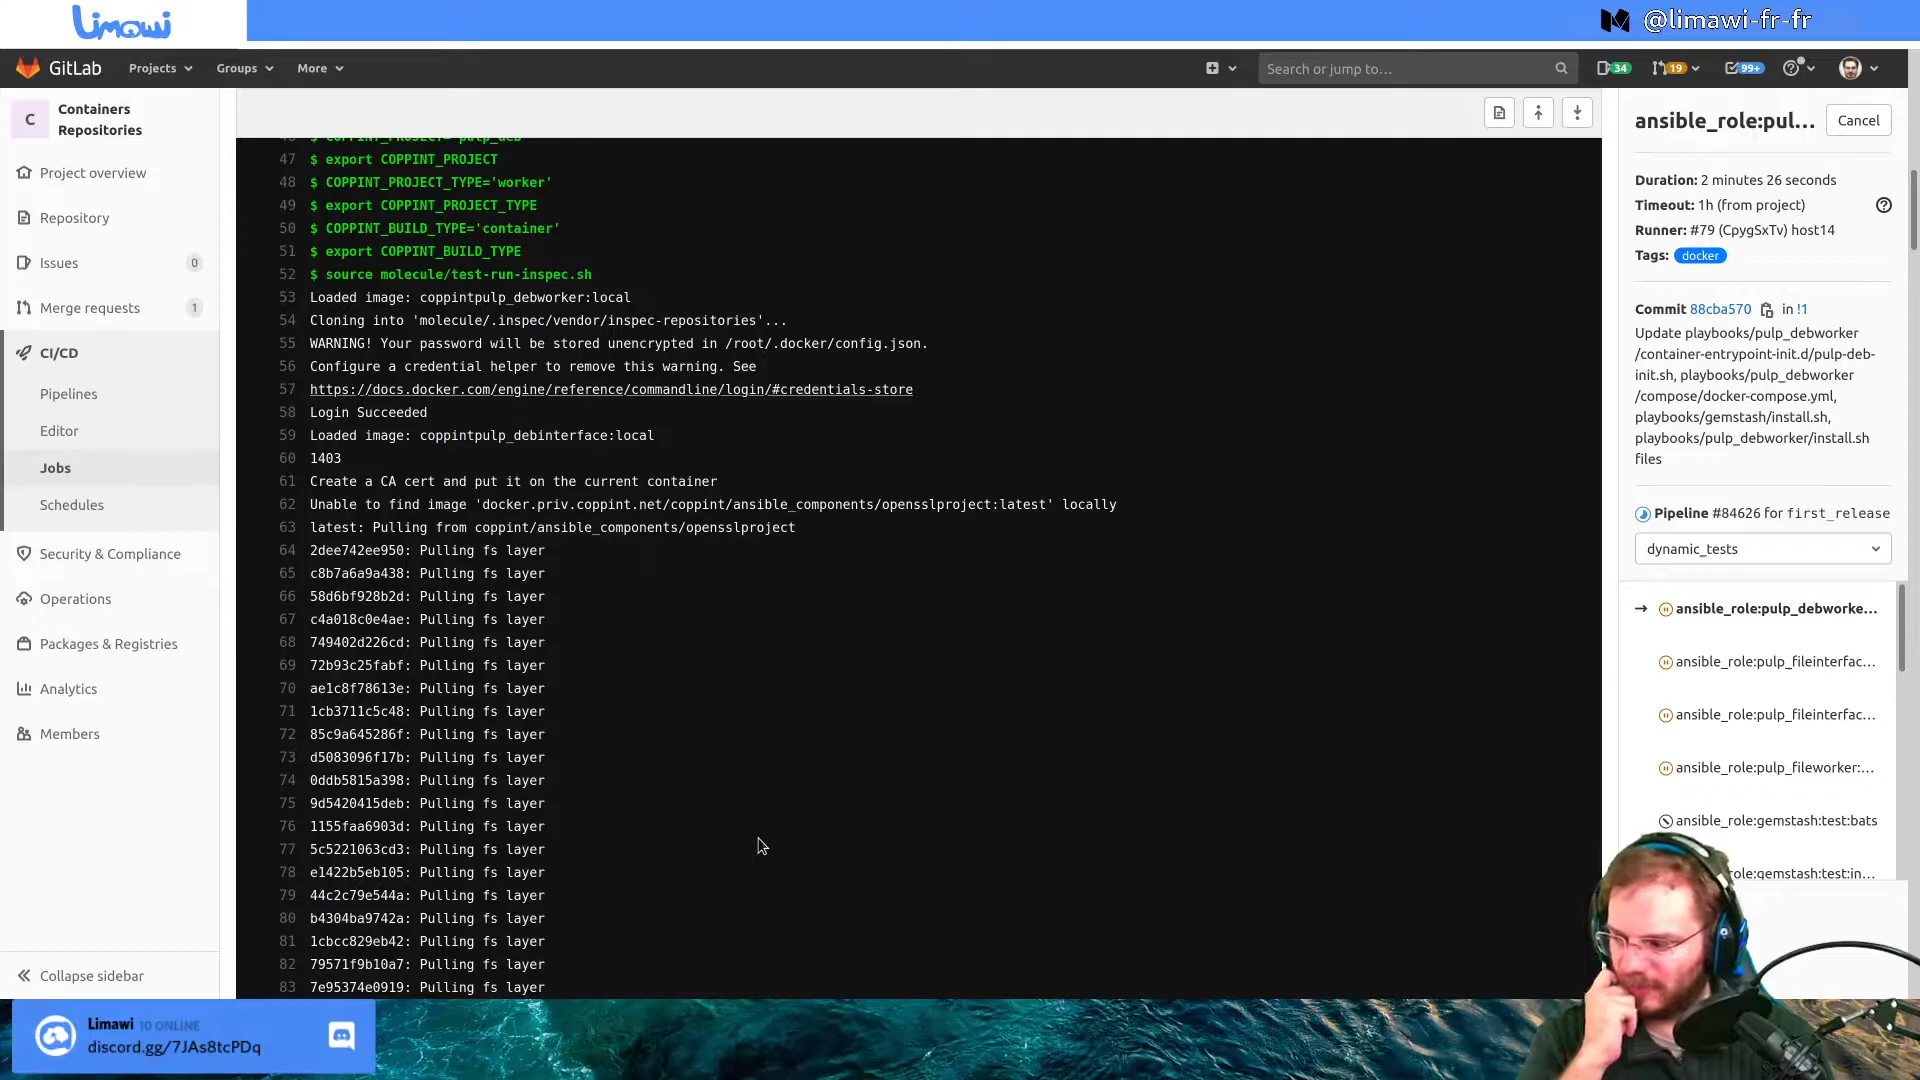 Limawi
@limawi-fr-fr
GitLab
Projects
Groups
More
Search or jump to...
34
19
99+
C
Containers
Repositories
Project overview
Repository
Issues
0
Merge requests
1
CI/CD
Pipelines
Editor
Jobs
Schedules
Security & Compliance
Operations
Packages & Registries
Analytics
Members
Collapse sidebar
46 $ COPPINT_PROJECT='pulp_deb'
47 $ export COPPINT_PROJECT
48 $ COPPINT_PROJECT_TYPE='worker'
49 $ export COPPINT_PROJECT_TYPE
50 $ COPPINT_BUILD_TYPE='container'
51 $ export COPPINT_BUILD_TYPE
52 $ source molecule/test-run-inspec.sh
53 Loaded image: coppintpulp_debworker:local
54 Cloning into 'molecule/.inspec/vendor/inspec-repositories'...
55 WARNING! Your password will be stored unencrypted in /root/.docker/config.json.
56 Configure a credential helper to remove this warning. See
57 https://docs.docker.com/engine/reference/commandline/login/#credentials-store
58 Login Succeeded
59 Loaded image: coppintpulp_debinterface:local
60 1403
61 Create a CA cert and put it on the current container
62 Unable to find image 'docker.priv.coppint.net/coppint/ansible_components/opensslproject:latest' locally
63 latest: Pulling from coppint/ansible_components/opensslproject
64 2dee742ee950: Pulling fs layer
65 c8b7a6a9a438: Pulling fs layer
66 58d6bf928b2d: Pulling fs layer
67 c4a018c0e4ae: Pulling fs layer
68 749402d226cd: Pulling fs layer
69 72b93c25fabf: Pulling fs layer
70 ae1c8f78613e: Pulling fs layer
71 1cb3711c5c48: Pulling fs layer
72 85c9a645286f: Pulling fs layer
73 d5083096f17b: Pulling fs layer
74 0ddb5815a398: Pulling fs layer
75 9d5420415deb: Pulling fs layer
76 1155faa6903d: Pulling fs layer
77 5c5221063cd3: Pulling fs layer
78 e1422b5eb105: Pulling fs layer
79 44c2c79e544a: Pulling fs layer
80 b4304ba9742a: Pulling fs layer
81 1cbcc829eb42: Pulling fs layer
82 79571f9b10a7: Pulling fs layer
83 7e95374e0919: Pulling fs layer
ansible_role:pul...
Cancel
Duration: 2 minutes 26 seconds
Timeout: 1h (from project)
Runner: #79 (CpygSxTv) host14
Tags: docker
Commit 88cba570 in !1
Update playbooks/pulp_debworker
/container-entrypoint-init.d/pulp-deb-
init.sh, playbooks/pulp_debworker
/compose/docker-compose.yml,
playbooks/gemstash/install.sh,
playbooks/pulp_debworker/install.sh
files
Pipeline #84626 for first_release
dynamic_tests
→ ansible_role:pulp_debworke...
ansible_role:pulp_fileinterfac...
ansible_role:pulp_fileinterfac...
ansible_role:pulp_fileworker:...
ansible_role:gemstash:test:bats
role:gemstash:test:in...
Limawi 10 ONLINE
discord.gg/7JAs8tcPDq